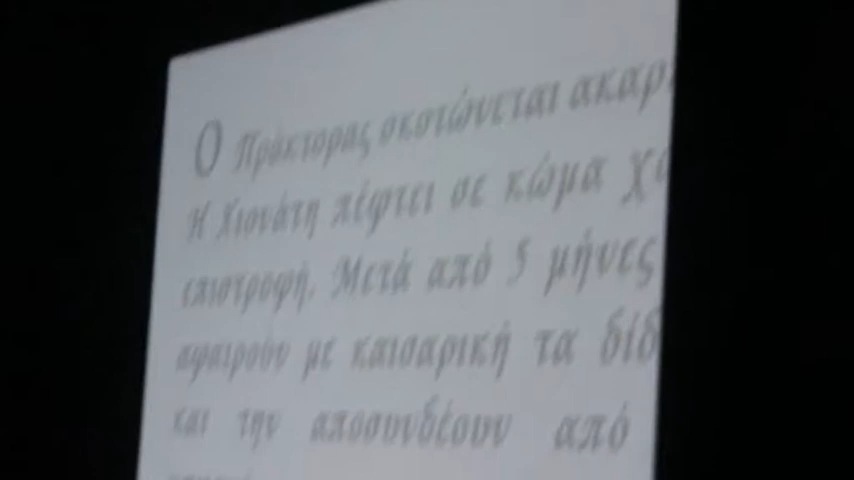 Ο Πράκτορας σκοτώνεται ακαρ
Η Χιονάτη πέφτει σε κώμα
επιστροφή. Μετά από 5 μήνες
αφαιρούν με καισαρική τα
και την αποσυνδέουν από